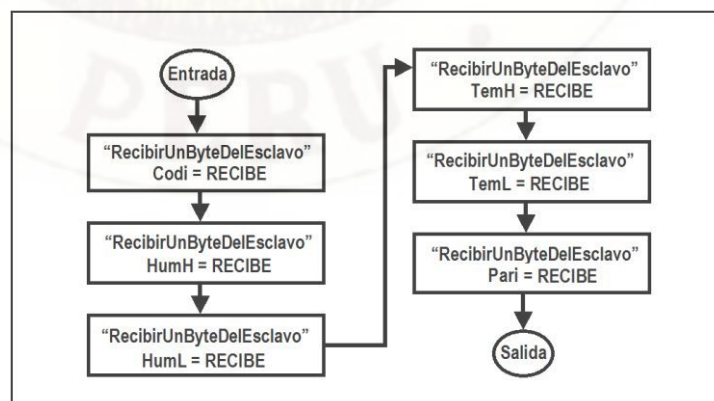 Entrada
“RecibirUnByteDelEsclavo”
Codi = RECIBE
“RecibirUnByteDelEsclavo”
HumH = RECIBE
“RecibirUnByteDelEsclavo”
HumL = RECIBE
“RecibirUnByteDelEsclavo”
TemH = RECIBE
“RecibirUnByteDelEsclavo”
TemL = RECIBE
“RecibirUnByteDelEsclavo”
Pari = RECIBE
Salida
PERU